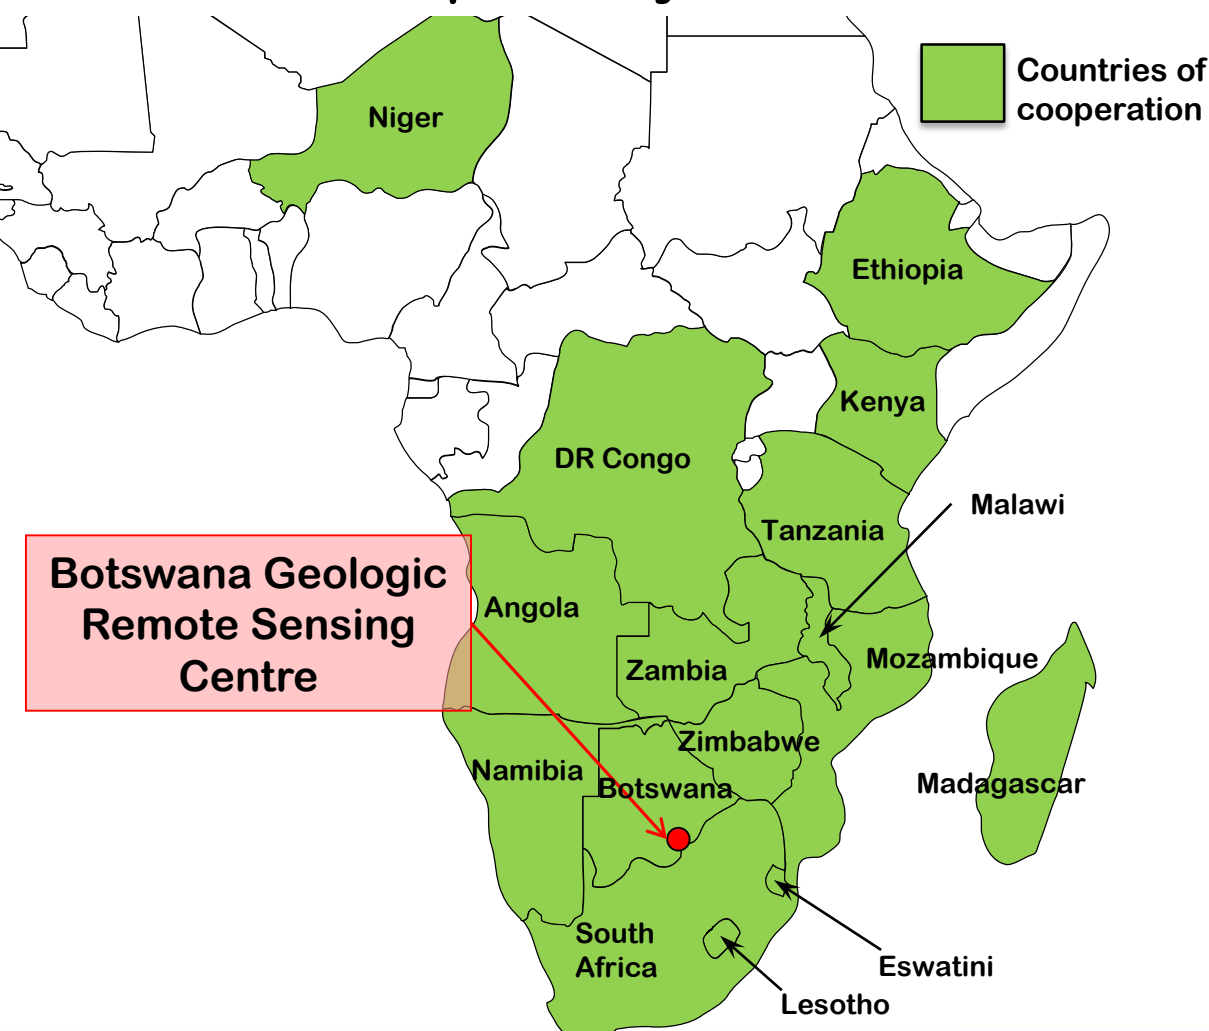 Countries of
cooperation
Niger
Ethiopia
Kenya
DR Congo
Malawi
Tanzania
Botswana Geologic
Remote Sensing
Centre
Angola
Mozambique
Zambia
Zimbabwe
Namibia
Botswana
Madagascar
South
Africa
Eswatini
Lesotho